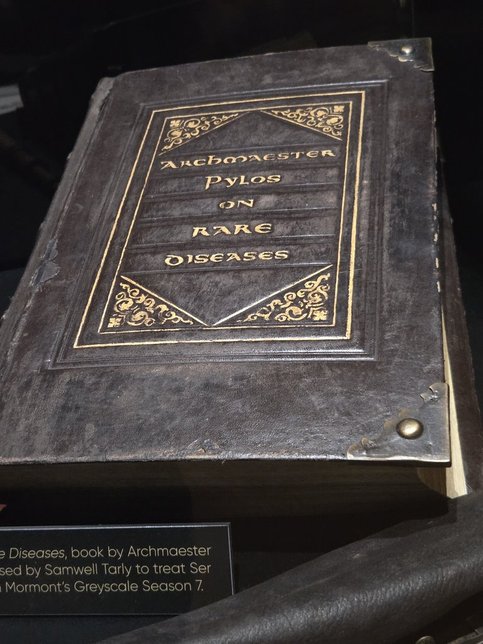 Archmaester
Pylos
on
Rare
Diseases
Diseases, book by Archmaester
by Samwell Tarly to treat Ser
Mormont's Greyscale Season 7.